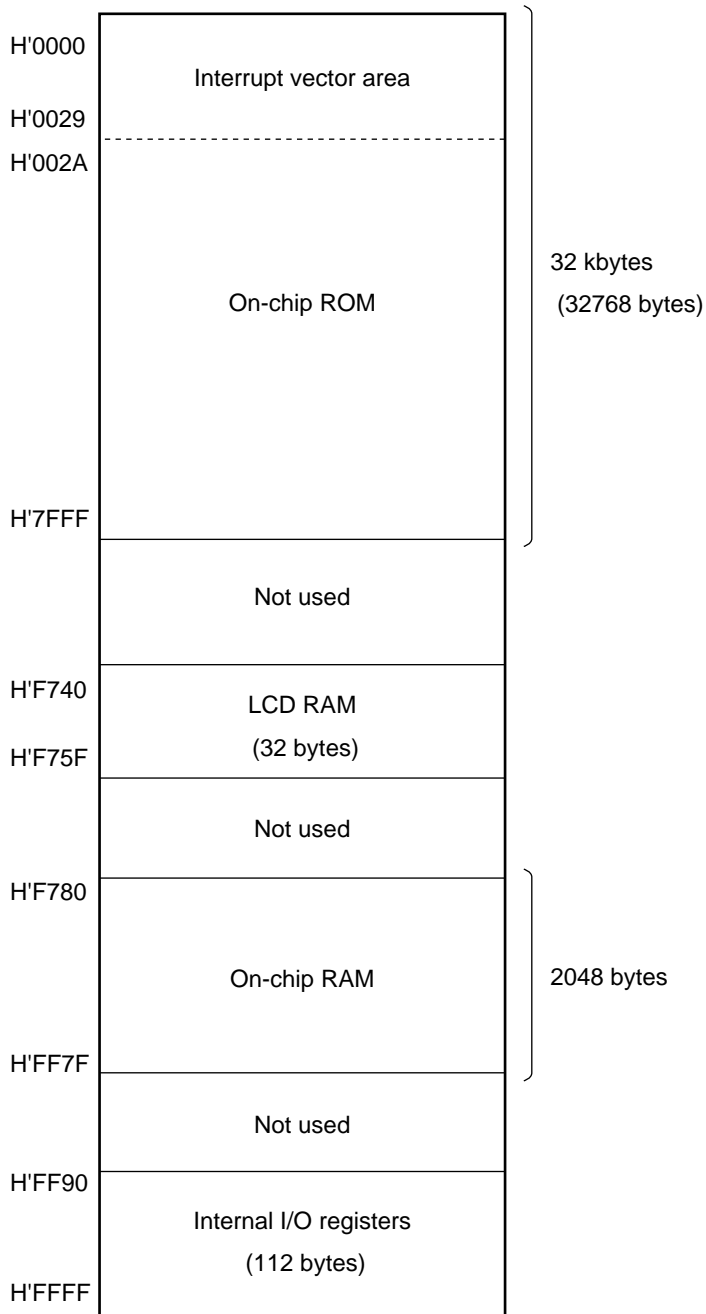 H'0000
Interrupt vector area
H'0029
H'002A
32 kbytes
(32768 bytes)
On-chip ROM
H'7FFF
Not used
H'F740
LCD RAM
(32 bytes)
H'F75F
Not used
H'F780
On-chip RAM
2048 bytes
H'FF7F
Not used
H'FF90
Internal I/O registers
(112 bytes)
H'FFFF